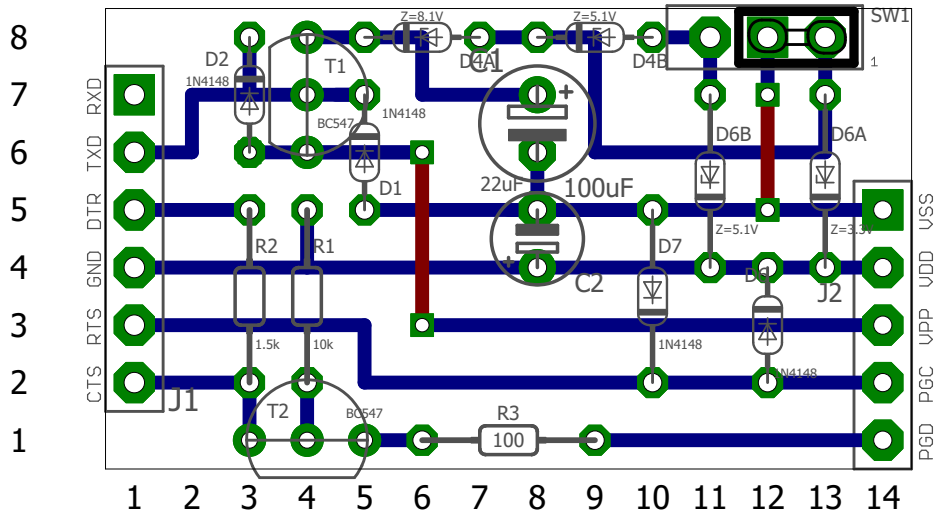 8
Z=8.1V
Z=5.1V
SW1
D2
T1
D4A
C1
D4B
1
7
RXD
1N4148
1N4148
+
BC547
D6B
D6A
6
TXD
22uF
100uF
5
DTR
D1
VSS
R2
R1
D7
Z=5.1V
Z=3.3V
4
GND
+
C2
J2
VDD
3
RTS
1.5k
10k
1N4148
VPP
2
CTS
J1
1N4148
PGC
T2
BC547
R3
1
100
PGD
1 2 3 4 5 6 7 8 9 10 11 12 13 14